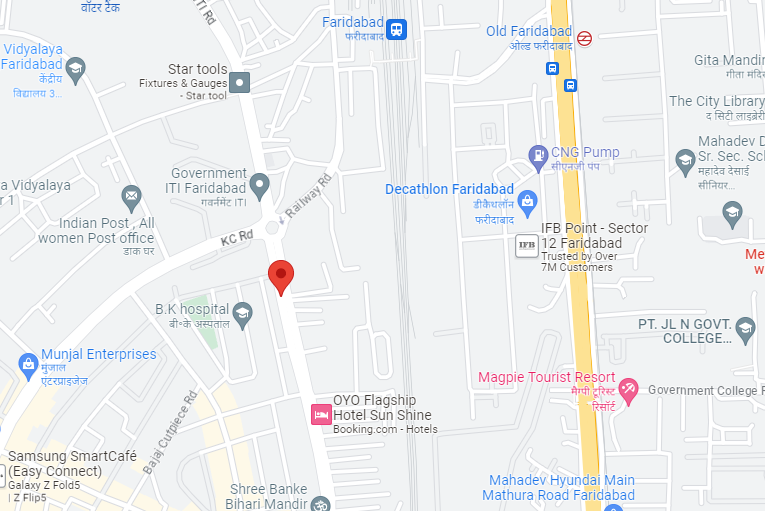 वॉटर टैंक
ITI Rd
Faridabad
फरीदाबाद
Old Faridabad
ओल्ड फरीदाबाद
Vidyalaya
Faridabad
केंद्रीय
विद्यालय 3...
Star tools
Fixtures & Gauges
- Star tool
Gita Mandir
गीता मंदिर
The City Library
द सिटी लाइब्रेरी
CNG Pump
सीएनजी पंप
Mahadev D
Sr. Sec. Sch
महादेव देसाई
सीनियर...
Government
ITI Faridabad
गवर्नमेंट ITI
a Vidyalaya
r 1
Railway Rd
Decathlon Faridabad
डीकैथलॉन
फरीदाबाद
Indian Post , All
women Post office
डाक घर
KC Rd
IFB
IFB Point - Sector
12 Faridabad
Trusted by Over
7M Customers
Me
w
B.K hospital
बी॰के अस्पताल
PT. JL N GOVT.
COLLEGE...
Munjal Enterprises
मुंजाल
एंटरप्राइजेज
Magpie Tourist Resort
मैग्पी टूरिस्ट
रिसॉर्ट
Government College R
OYO Flagship
Hotel Sun Shine
Booking.com - Hotels
Bajaj Cutpiece Rd
Samsung SmartCafé
(Easy Connect)
Galaxy Z Fold5
| Z Flip5
Shree Banke
Bihari Mandir
Mahadev Hyundai Main
Mathura Road Faridabad